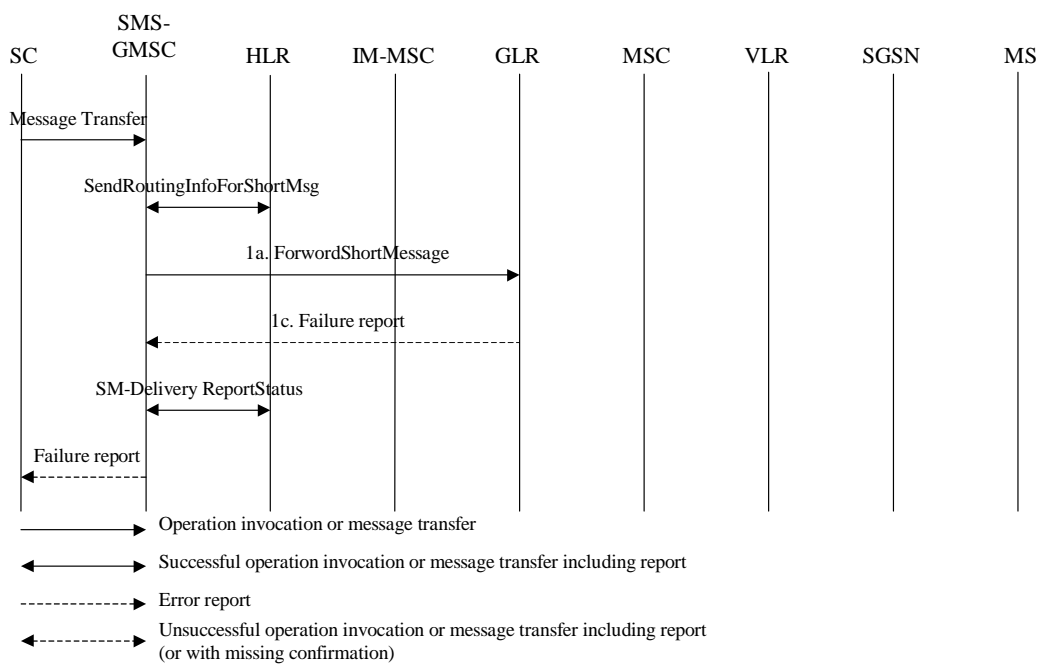 SMS-
GMSC
SC
HLR
IM-MSC
GLR
MSC
VLR
SGSN
MS
Message Transfer
SendRoutingInfoForShortMsg
1a. ForwordShortMessage
1c. Failure report
SM-Delivery ReportStatus
Failure report
Operation invocation or message transfer
Successful operation invocation or message transfer including report
Error report
Unsuccessful operation invocation or message transfer including report
(or with missing confirmation)